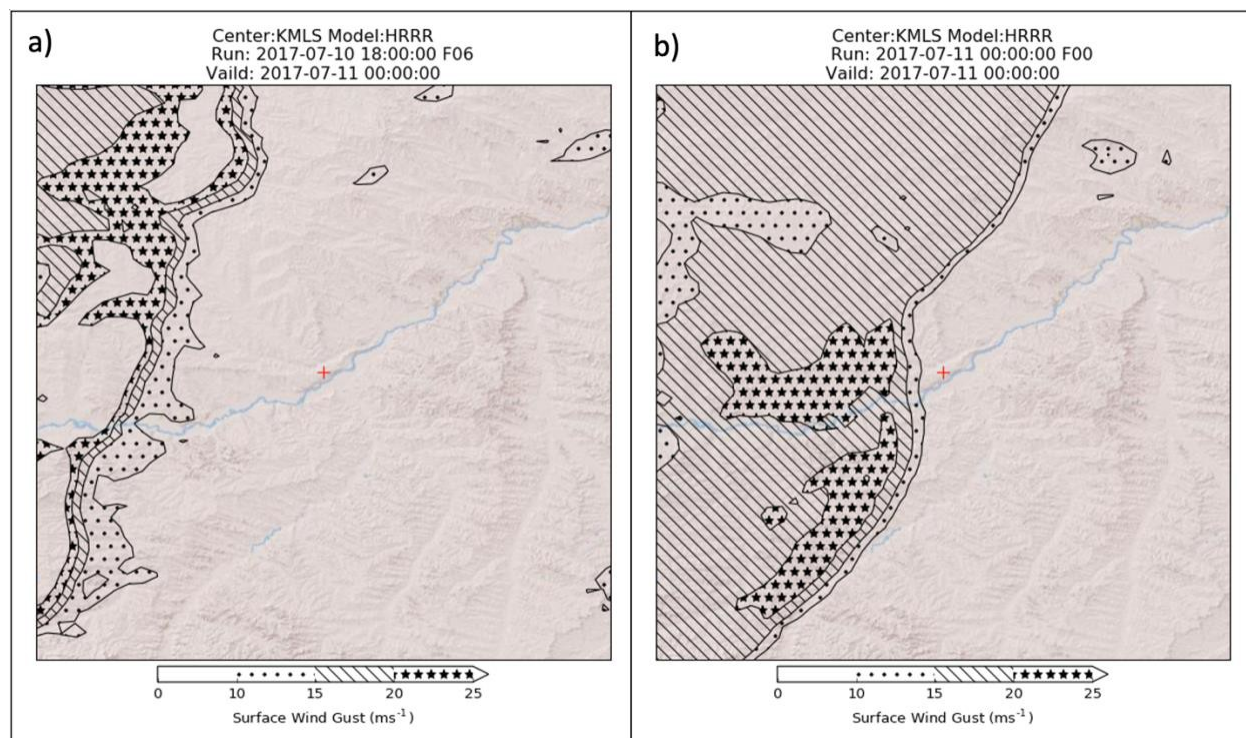 a)
Center:KMLS Model:HRRR
Run: 2017-07-10 18:00:00 F06
Vaild: 2017-07-11 00:00:00
0 10 15 20 25
Surface Wind Gust (ms⁻¹)
b)
Center:KMLS Model:HRRR
Run: 2017-07-11 00:00:00 F00
Vaild: 2017-07-11 00:00:00
0 10 15 20 25
Surface Wind Gust (ms⁻¹)